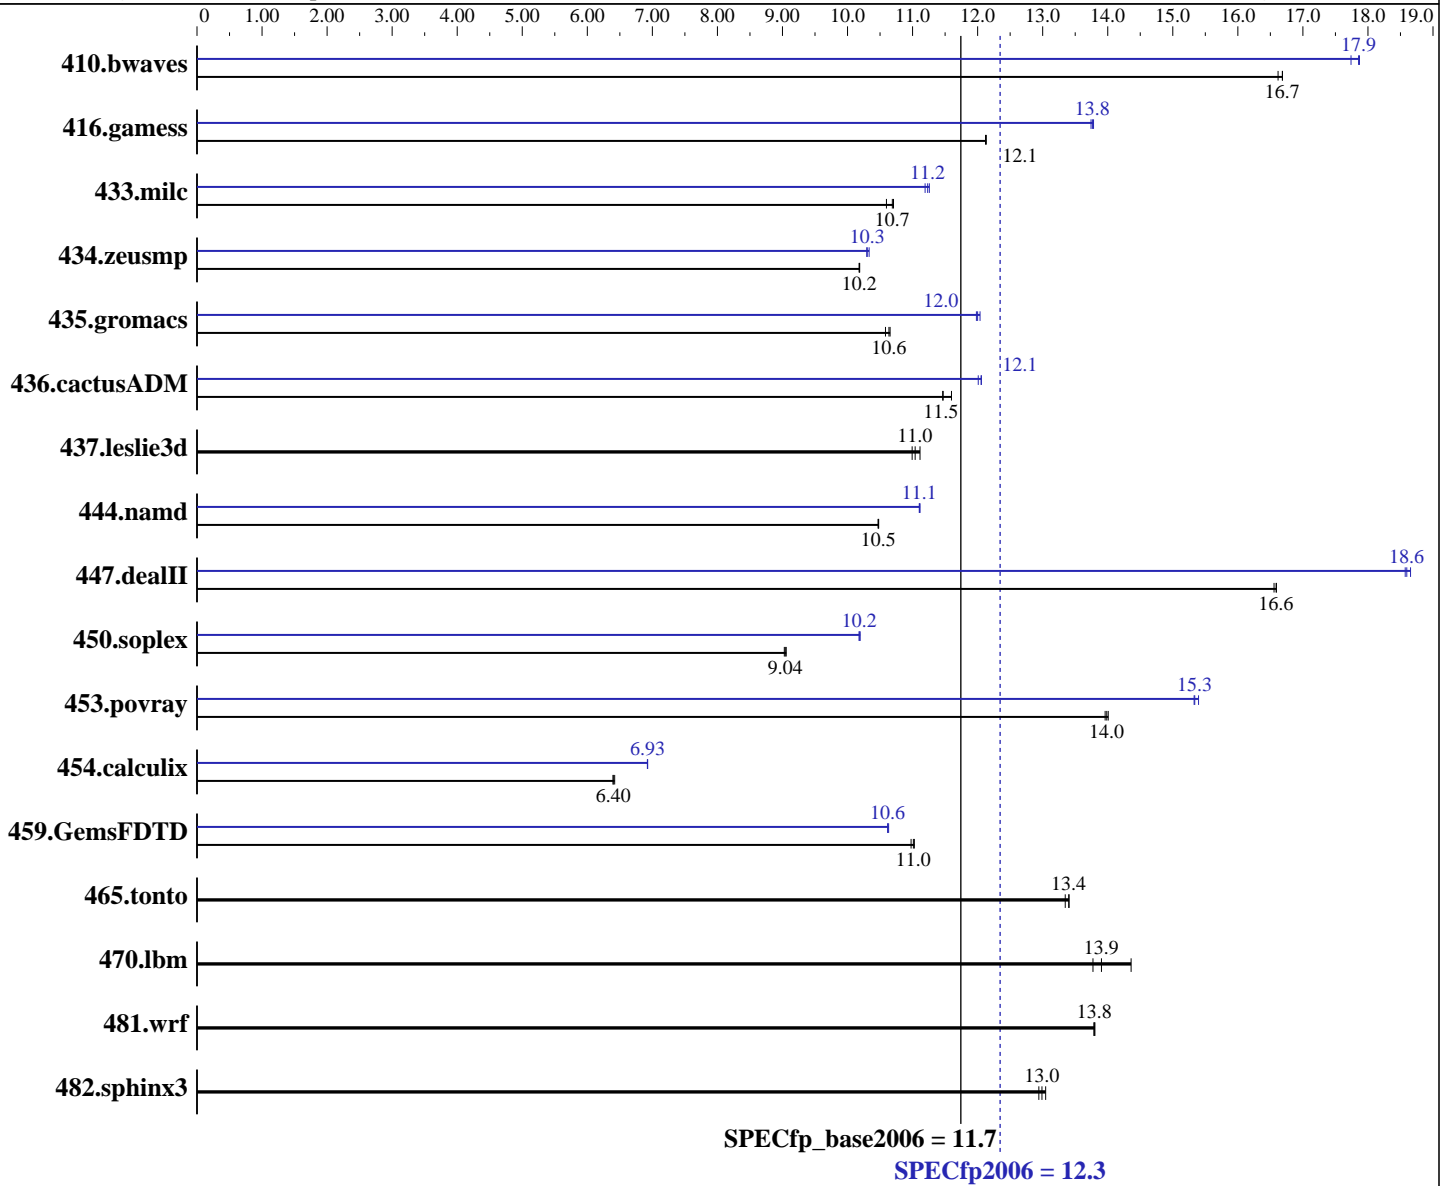 0 1.00 2.00 3.00 4.00 5.00 6.00 7.00 8.00 9.00 10.0 11.0 12.0 13.0 14.0 15.0 16.0 17.0 18.0 19.0
17.9
410.bwaves
16.7
13.8
416.gamess
12.1
11.2
433.milc
10.7
10.3
434.zeusmp
10.2
12.0
435.gromacs
10.6
12.1
436.cactusADM
11.5
11.0
437.leslie3d
11.1
444.namd
10.5
18.6
447.dealII
16.6
10.2
450.soplex
9.04
15.3
453.povray
14.0
6.93
454.calculix
6.40
10.6
459.GemsFDTD
11.0
13.4
465.tonto
13.9
470.lbm
13.8
481.wrf
13.0
482.sphinx3
SPECfp_base2006 = 11.7
SPECfp2006 = 12.3